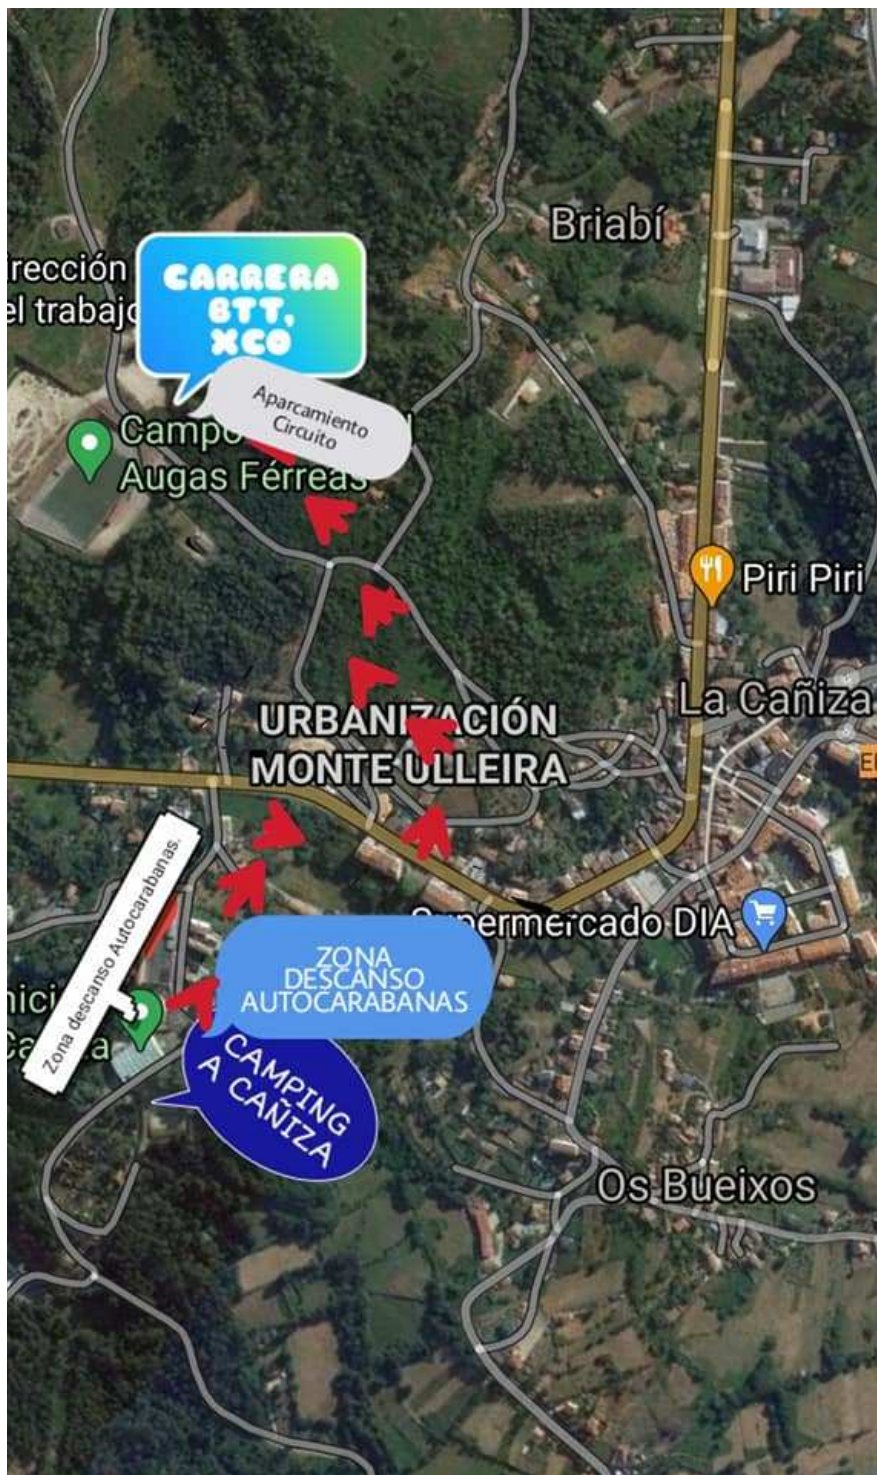 Briabí
irección
el trabajo
CARRERA
BTT,
XCO
Aparcamiento
Circuito
Campo
Augas Férreas
Piri Piri
La Cañiza
URBANIZACIÓN
MONTE ULLEIRA
Zona descanso Autocarabanas.
Supermercado DIA
ZONA
DESCANSO
AUTOCARABANAS
CAMPING
A CAÑIZA
Os Bueixos